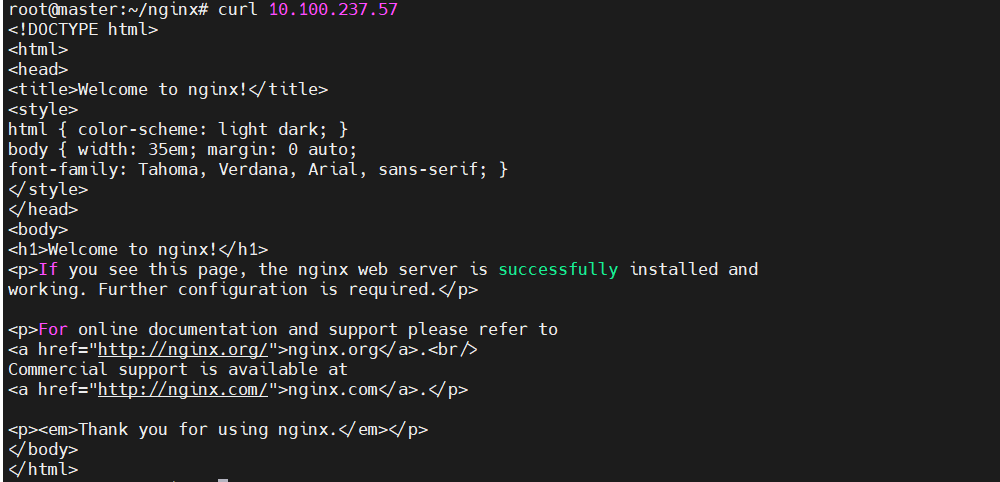 root@master:~/nginx# curl 10.100.237.57
<!DOCTYPE html>
<html>
<head>
<title>Welcome to nginx!</title>
<style>
html { color-scheme: light dark; }
body { width: 35em; margin: 0 auto;
font-family: Tahoma, Verdana, Arial, sans-serif; }
</style>
</head>
<body>
<h1>Welcome to nginx!</h1>
<p>If you see this page, the nginx web server is successfully installed and
working. Further configuration is required.</p>

<p>For online documentation and support please refer to
<a href="http://nginx.org/">nginx.org</a>.<br/>
Commercial support is available at
<a href="http://nginx.com/">nginx.com</a>.</p>

<p><em>Thank you for using nginx.</em></p>
</body>
</html>